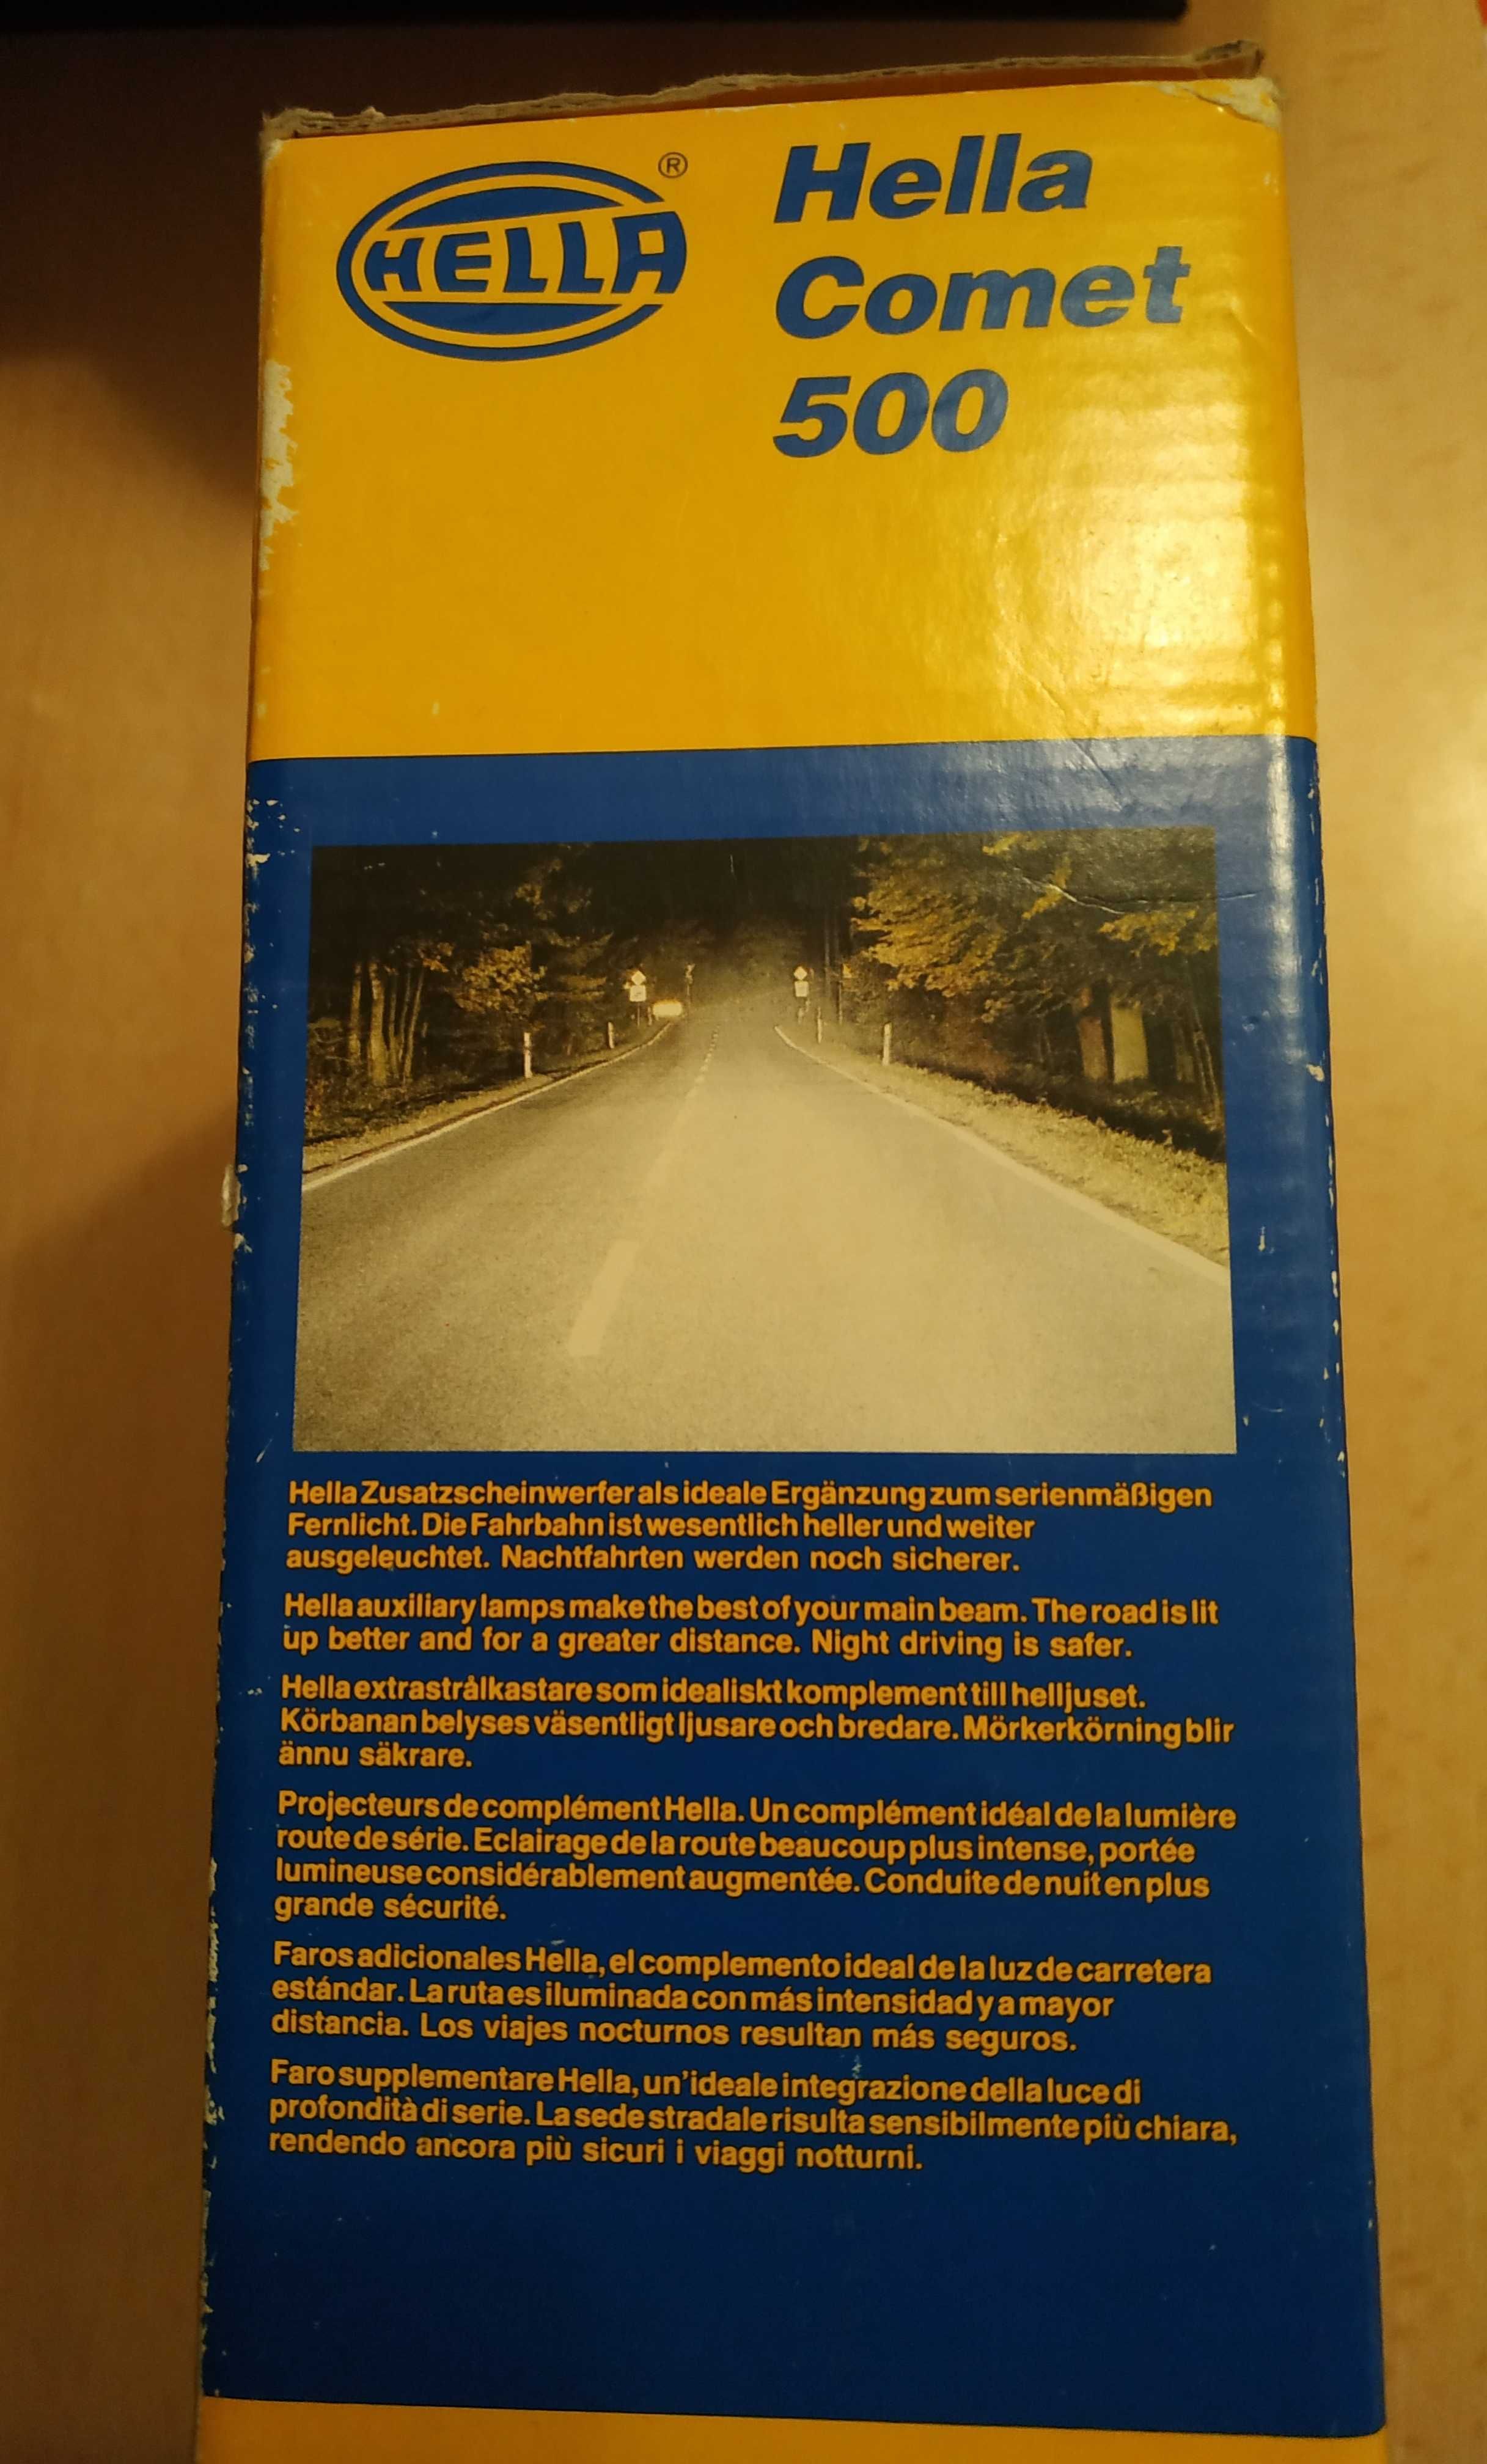 HELLA®
Hella
Comet
500
Hella Zusatzscheinwerfer als ideale Ergänzung zum serienmäßigen
Fernlicht. Die Fahrbahn ist wesentlich heller und weiter
ausgeleuchtet. Nachtfahrten werden noch sicherer.
Hella auxiliary lamps make the best of your main beam. The road is lit
up better and for a greater distance. Night driving is safer.
Hella extrastrålkastare som idealiskt komplement till helljuset.
Körbanan belyses väsentligt ljusare och bredare. Mörkerkörning blir
ännu säkrare.
Projecteurs de complément Hella. Un complément idéal de la lumière
route de série. Eclairage de la route beaucoup plus intense, portée
lumineuse considérablement augmentée. Conduite de nuit en plus
grande sécurité.
Faros adicionales Hella, el complemento ideal de la luz de carretera
estándar. La ruta es iluminada con más intensidad y a mayor
distancia. Los viajes nocturnos resultan más seguros.
Faro supplementare Hella, un'ideale integrazione della luce di
profondità di serie. La sede stradale risulta sensibilmente più chiara,
rendendo ancora più sicuri i viaggi notturni.